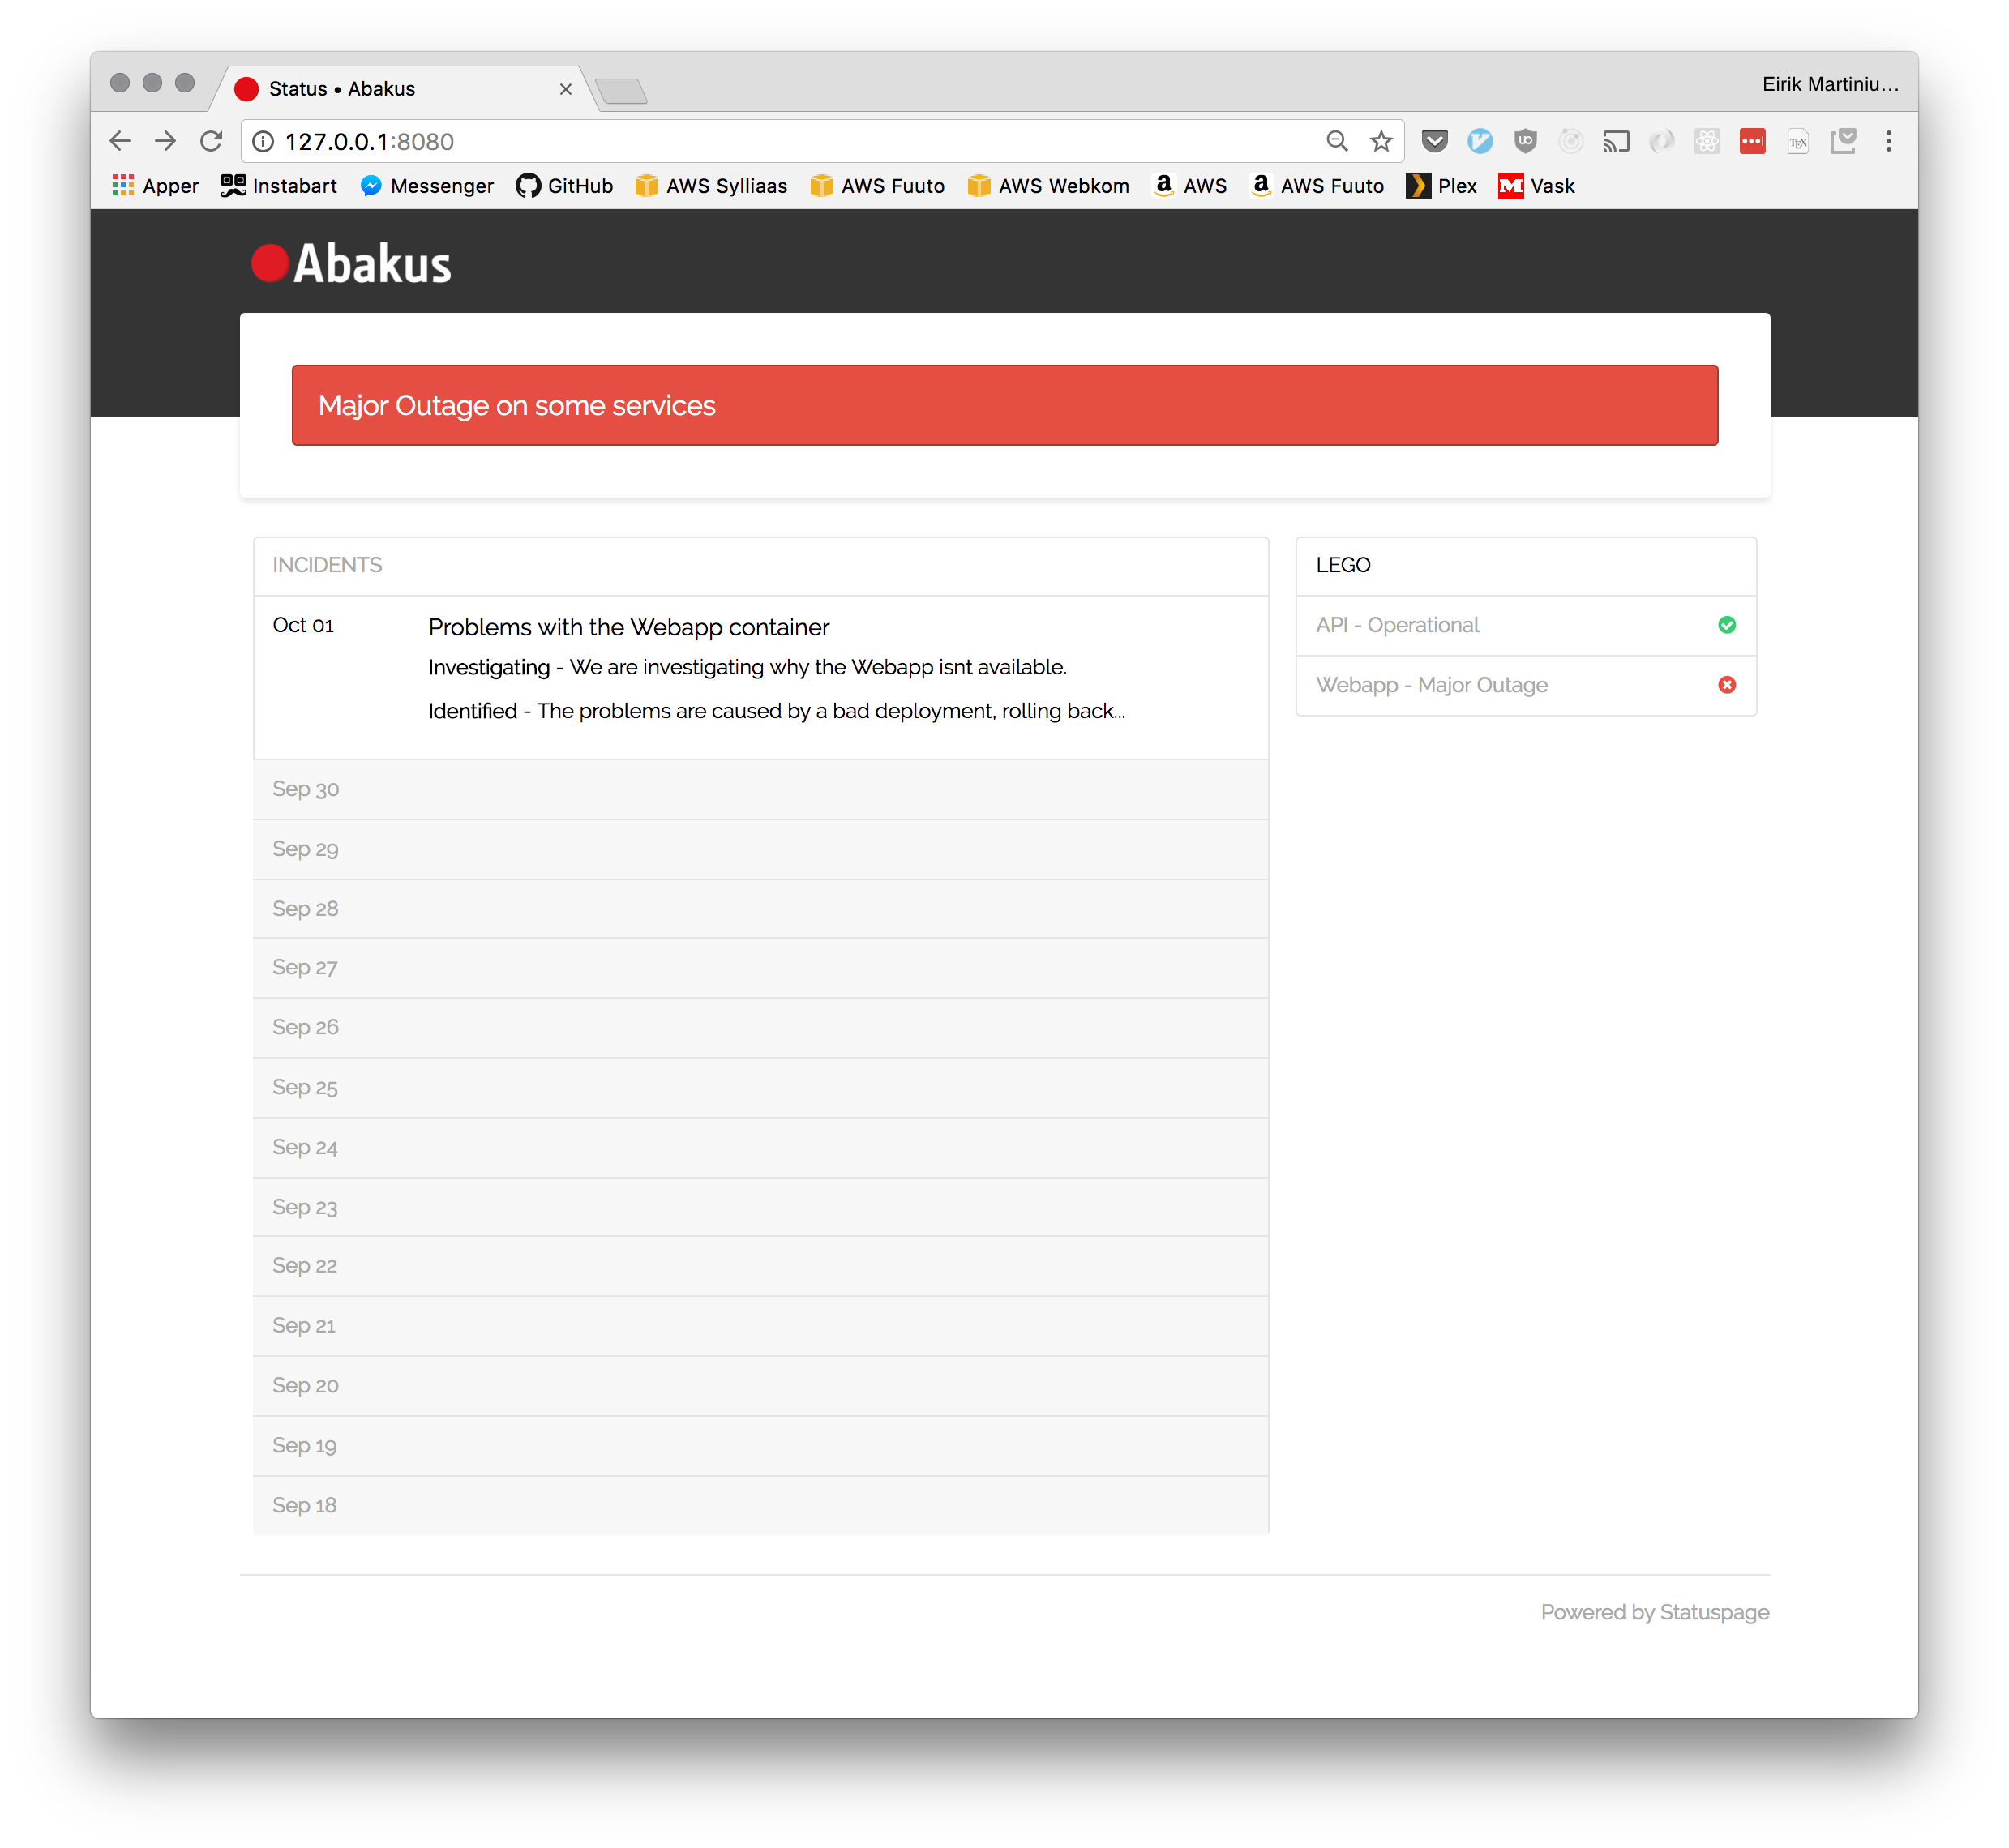 Status • Abakus
Eirik Martiniu...
127.0.0.1:8080
Apper Instabart Messenger GitHub AWS Sylliaas AWS Fuuto AWS Webkom AWS AWS Fuuto Plex Vask
Abakus
Major Outage on some services
INCIDENTS
Oct 01
Problems with the Webapp container
Investigating - We are investigating why the Webapp isnt available.
Identified - The problems are caused by a bad deployment, rolling back...
Sep 30
Sep 29
Sep 28
Sep 27
Sep 26
Sep 25
Sep 24
Sep 23
Sep 22
Sep 21
Sep 20
Sep 19
Sep 18
LEGO
API - Operational
Webapp - Major Outage
Powered by Statuspage